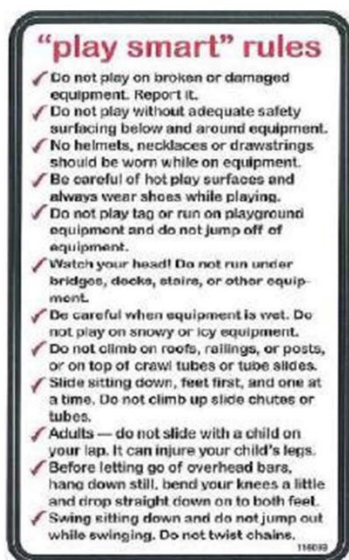 “play smart” rules
Do not play on broken or damaged
equipment. Report it.
Do not play without adequate safety
surfacing below and around equipment.
No helmets, necklaces or drawstrings
should be worn while on equipment.
Be careful of hot play surfaces and
always wear shoes while playing.
Do not play tag or run on playground
equipment and do not jump off of
equipment.
Watch your head! Do not run under
bridges, decks, stairs, or other equip-
ment.
Be careful when equipment is wet. Do
not play on snowy or icy equipment.
Do not climb on roofs, railings, or posts,
or on top of crawl tubes or tube slides.
Slide sitting down, feet first, and one at
a time. Do not climb up slide chutes or
tubes.
Adults — do not slide with a child on
your lap. It can injure your child's legs.
Before letting go of overhead bars,
hang down still, bend your knees a little
and drop straight down on to both feet.
Swing sitting down and do not jump out
while swinging. Do not twist chains.